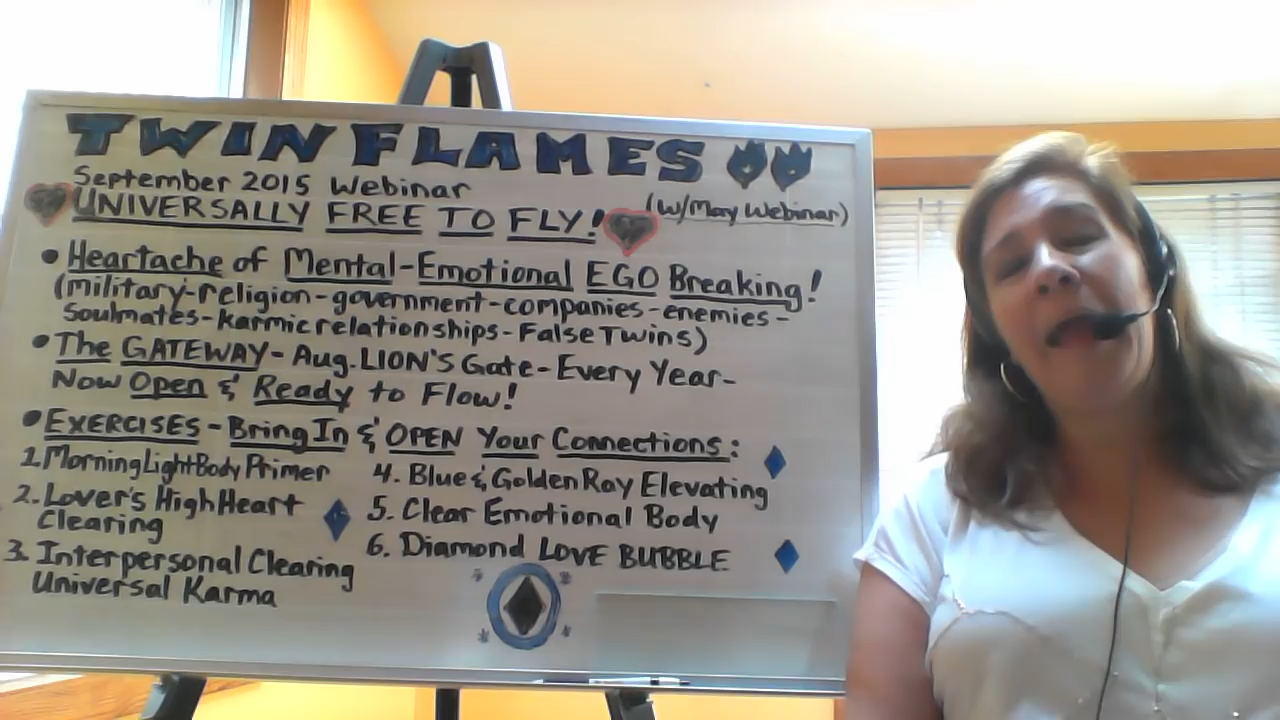 TWIN FLAMES
September 2015 Webinar
(w/May Webinar)
UNIVERSALLY FREE TO FLY!
• Heartache of Mental-Emotional EGO Breaking!
(military-religion-government-companies-enemies-
Soulmates-karmic relationships-False Twins)
• The GATEWAY- Aug. LION'S Gate-Every Year-
Now Open & Ready to Flow!
• EXERCISES-Bring In & OPEN Your Connections:
1. Morning Light Body Primer
2. Lover's High Heart
Clearing
3. Interpersonal Clearing
Universal Karma
4. Blue & Golden Ray Elevating
5. Clear Emotional Body
6. Diamond LOVE BUBBLE